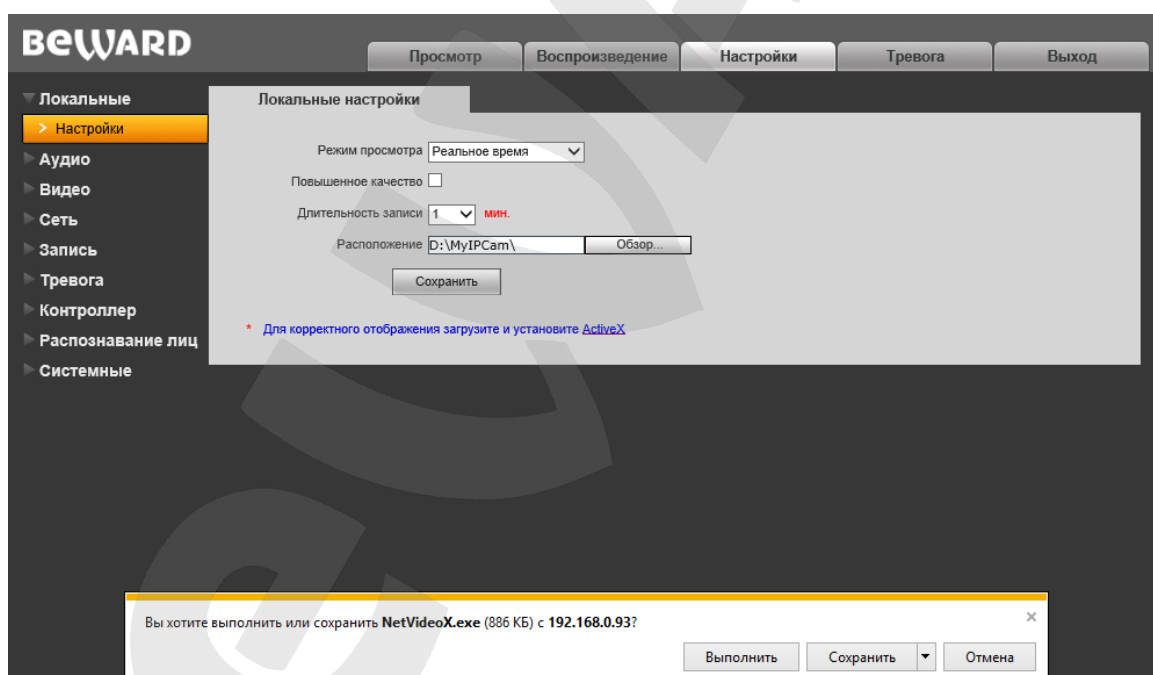 BEWARD
Просмотр Воспроизведение Настройки Тревога Выход
Локальные
> Настройки
Аудио
Видео
Сеть
Запись
Тревога
Контроллер
Распознавание лиц
Системные
Локальные настройки
Режим просмотра Реальное время
Повышенное качество
Длительность записи 1 мин.
Расположение D:\MyIPCam\ Обзор...
Сохранить
* Для корректного отображения загрузите и установите ActiveX
Вы хотите выполнить или сохранить NetVideoX.exe (886 КБ) с 192.168.0.93?
Выполнить Сохранить Отмена